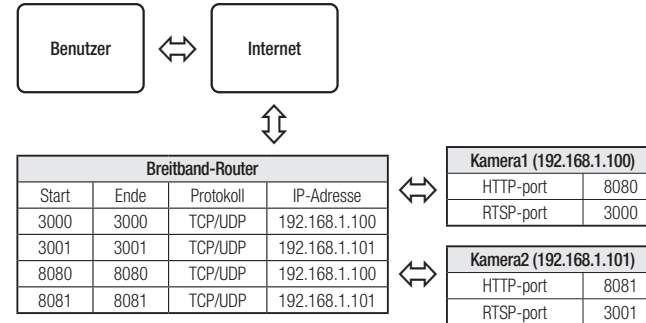 Benutzer
Internet
Breitband-Router
Start Ende Protokoll IP-Adresse
3000 3000 TCP/UDP 192.168.1.100
3001 3001 TCP/UDP 192.168.1.101
8080 8080 TCP/UDP 192.168.1.100
8081 8081 TCP/UDP 192.168.1.101
Kamera1 (192.168.1.100)
HTTP-port 8080
RTSP-port 3000
Kamera2 (192.168.1.101)
HTTP-port 8081
RTSP-port 3001